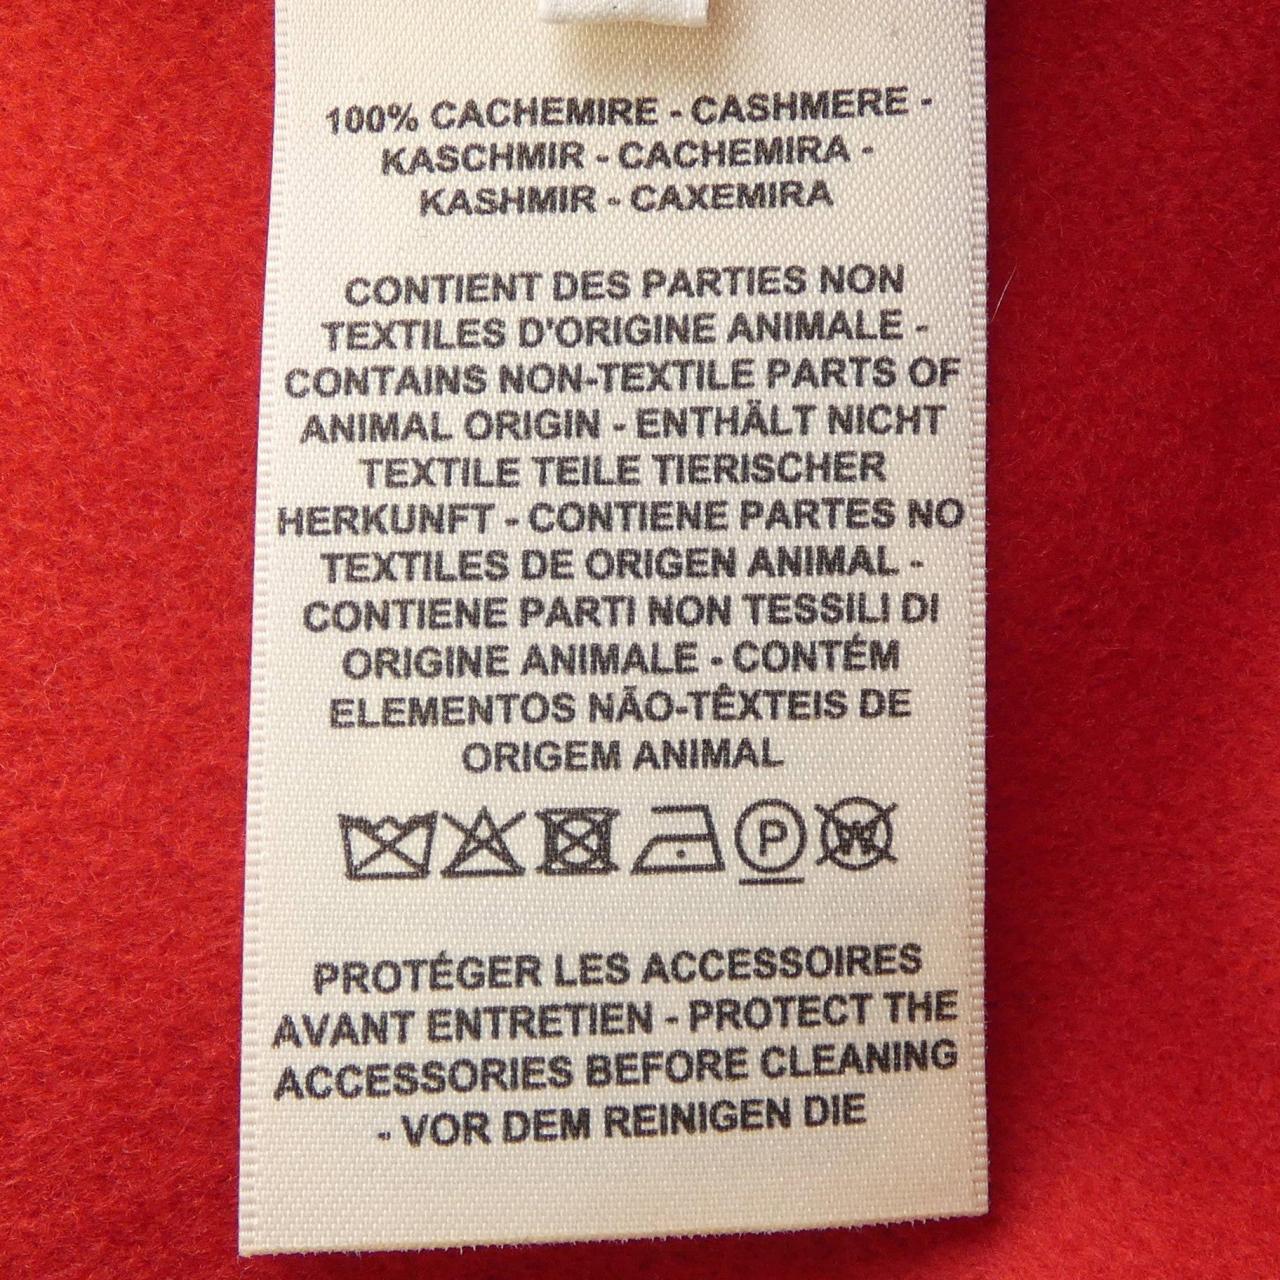 100% CACHEMIRE - CASHMERE -
KASCHMIR - CACHEMIRA -
KASHMIR - CAXEMIRA
CONTIENT DES PARTIES NON
TEXTILES D'ORIGINE ANIMALE -
CONTAINS NON-TEXTILE PARTS OF
ANIMAL ORIGIN - ENTHÄLT NICHT
TEXTILE TEILE TIERISCHER
HERKUNFT - CONTIENE PARTES NO
TEXTILES DE ORIGEN ANIMAL -
CONTIENE PARTI NON TESSILI DI
ORIGINE ANIMALE - CONTÉM
ELEMENTOS NÃO-TÊXTEIS DE
ORIGEM ANIMAL
P W
PROTÉGER LES ACCESSOIRES
AVANT ENTRETIEN - PROTECT THE
ACCESSORIES BEFORE CLEANING
- VOR DEM REINIGEN DIE